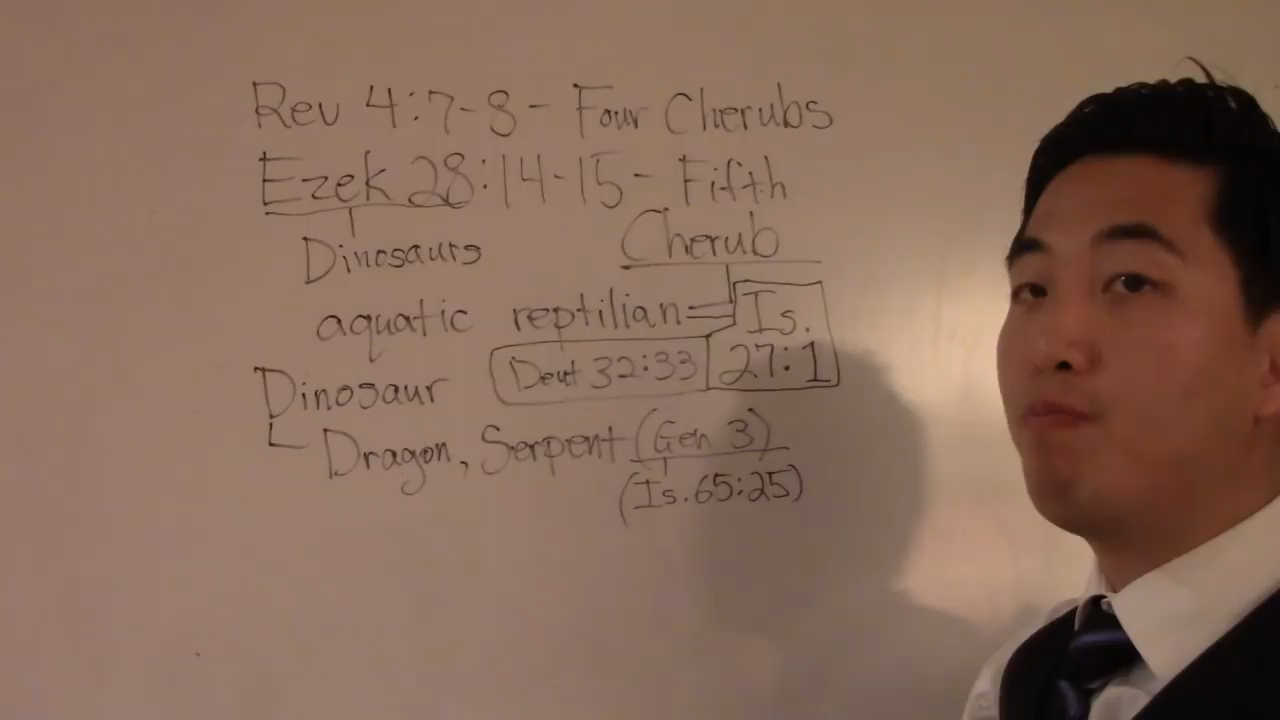 Rev 4:7-8 - Four Cherubs
Ezek 28:14-15 - Fifth
Dinosaurs Cherub
aquatic reptilian = Is.
Deut 32:33 27:1
Dinosaur
Dragon, Serpent (Gen 3)
(Is. 65:25)